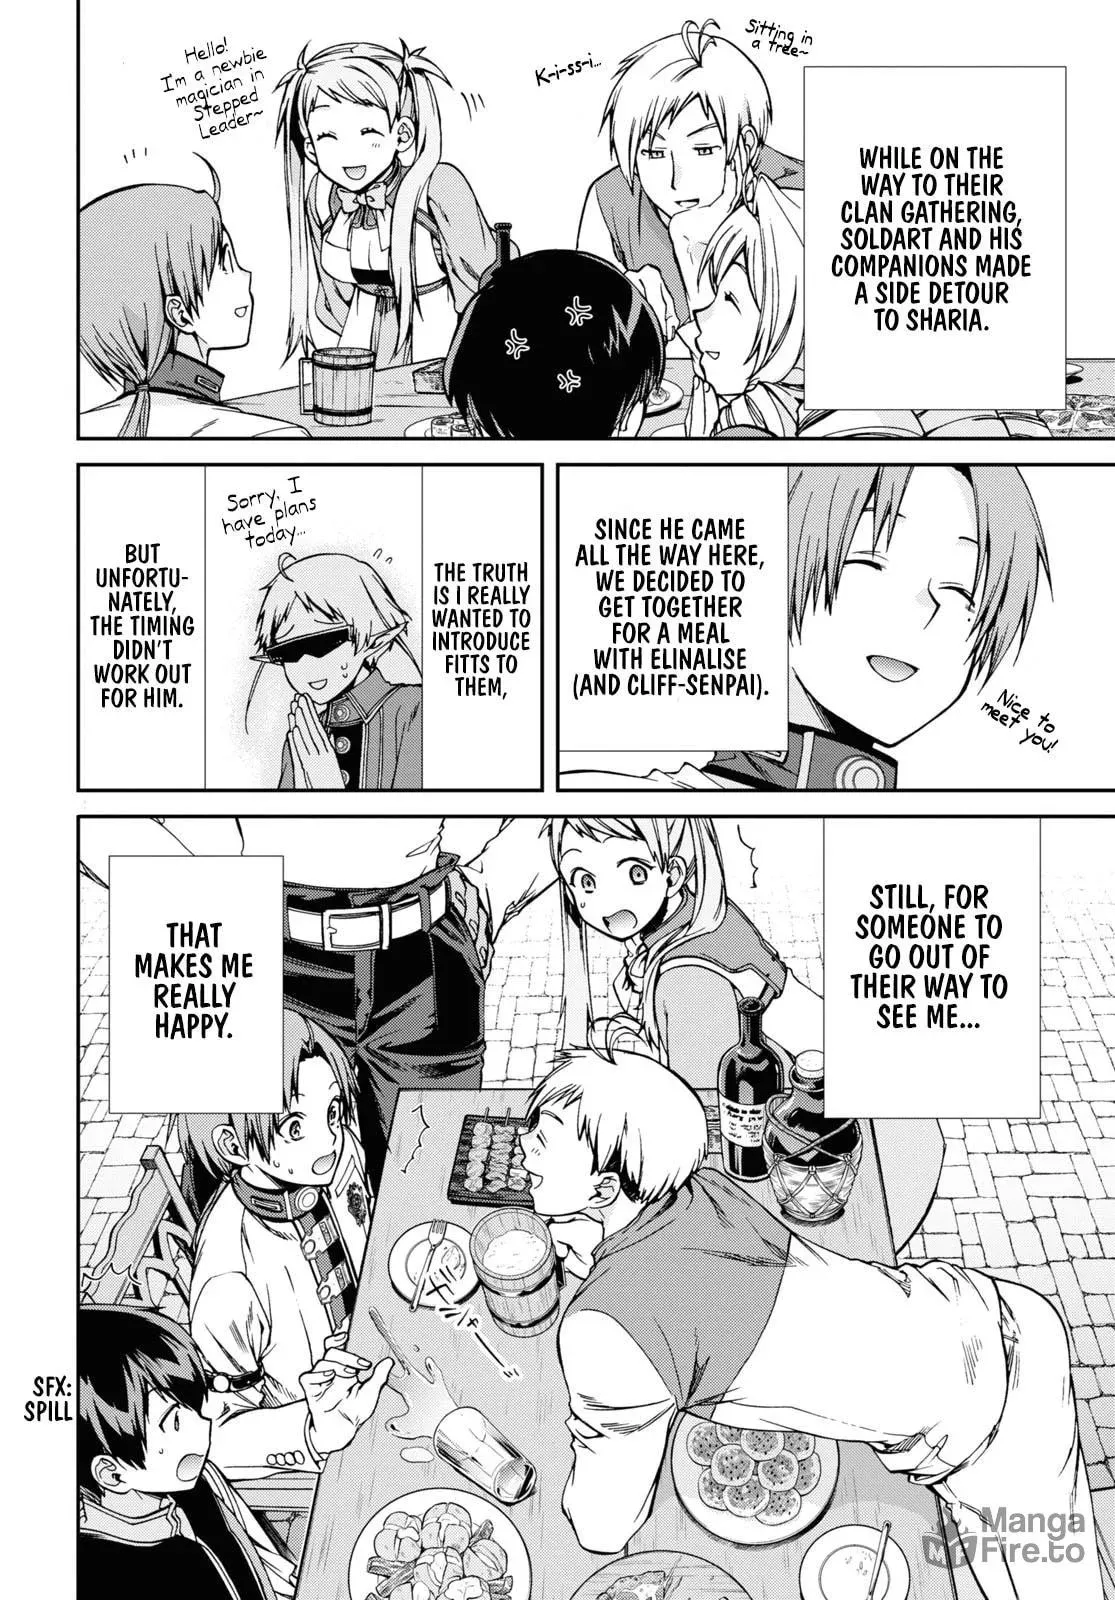 WHILE ON THE
WAY TO THEIR
CLAN GATHERING,
SOLDART AND HIS
COMPANIONS MADE
A SIDE DETOUR
TO SHARIA.
Sitting in
a tree~
K-i-ss-i...
Hello!
I'm a newbie
magician in
Stepped
Leader~
SINCE HE CAME
ALL THE WAY HERE,
WE DECIDED TO
GET TOGETHER
FOR A MEAL
WITH ELINALISE
(AND CLIFF-SENPAI).
Nice to
meet you!
THE TRUTH
IS I REALLY
WANTED TO
INTRODUCE
FITTS TO
THEM,
Sorry, I
have plans
today...
BUT
UNFORTU-
NATELY,
THE TIMING
DIDN'T
WORK OUT
FOR HIM.
STILL, FOR
SOMEONE TO
GO OUT OF
THEIR WAY TO
SEE ME...
THAT
MAKES ME
REALLY
HAPPY.
SFX:
SPILL
Manga
Fire.to
MF